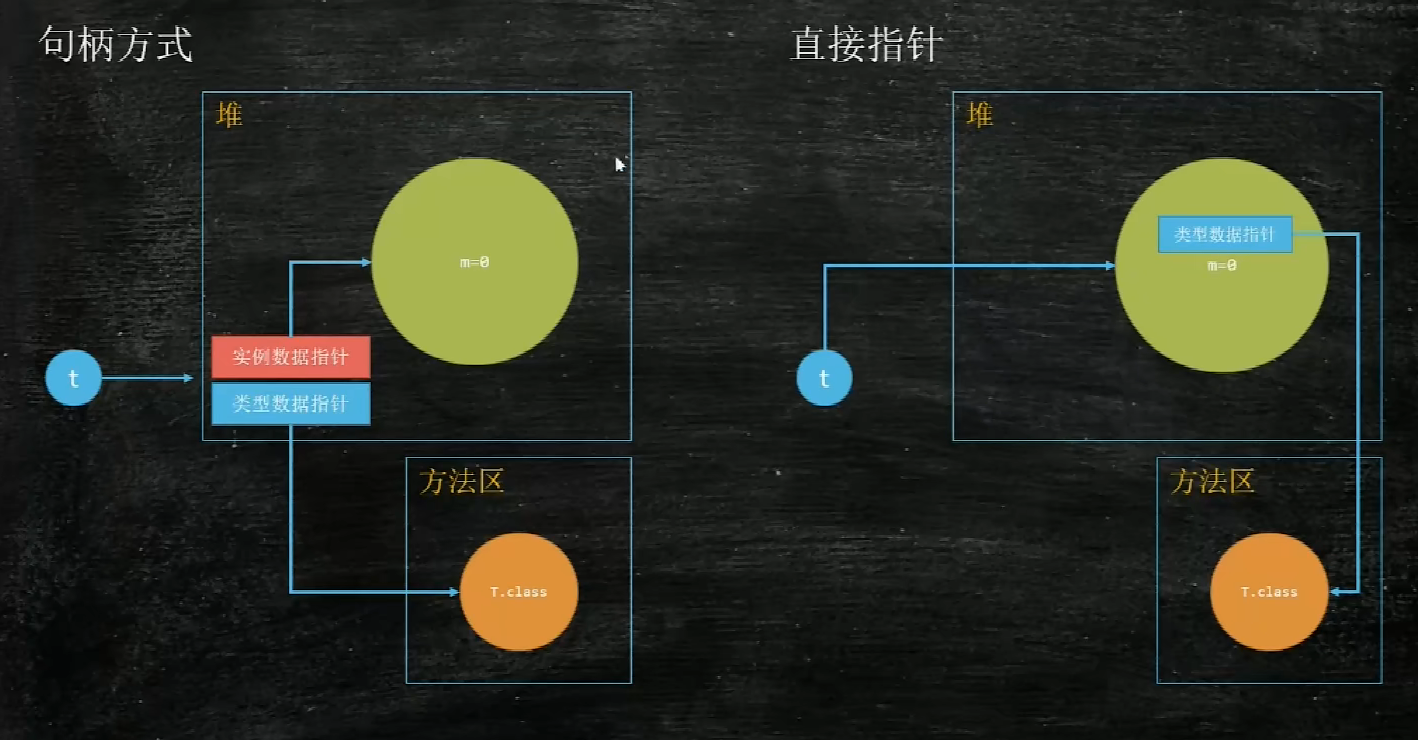 句柄方式
堆
m=0
实例数据指针
t
类型数据指针
方法区
T.class
直接指针
堆
类型数据指针
m=0
t
方法区
T.class